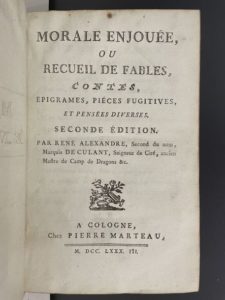 MORALE ENJOUÉE,
OU
RECUEIL DE FABLES,
CONTES,
EPIGRAMES, PIÉCES FUGITIVES,
ET PENSÉES DIVERSES.
SECONDE ÉDITION.
PAR RENÉ ALEXANDRE, Second du nom,
Marquis DE CULANT, Seigneur de Ciré, ancien
Mestre de Camp de Dragons &c.
A COLOGNE,
Chez PIERRE MARTEAU,
M. DCC. LXXX. III.